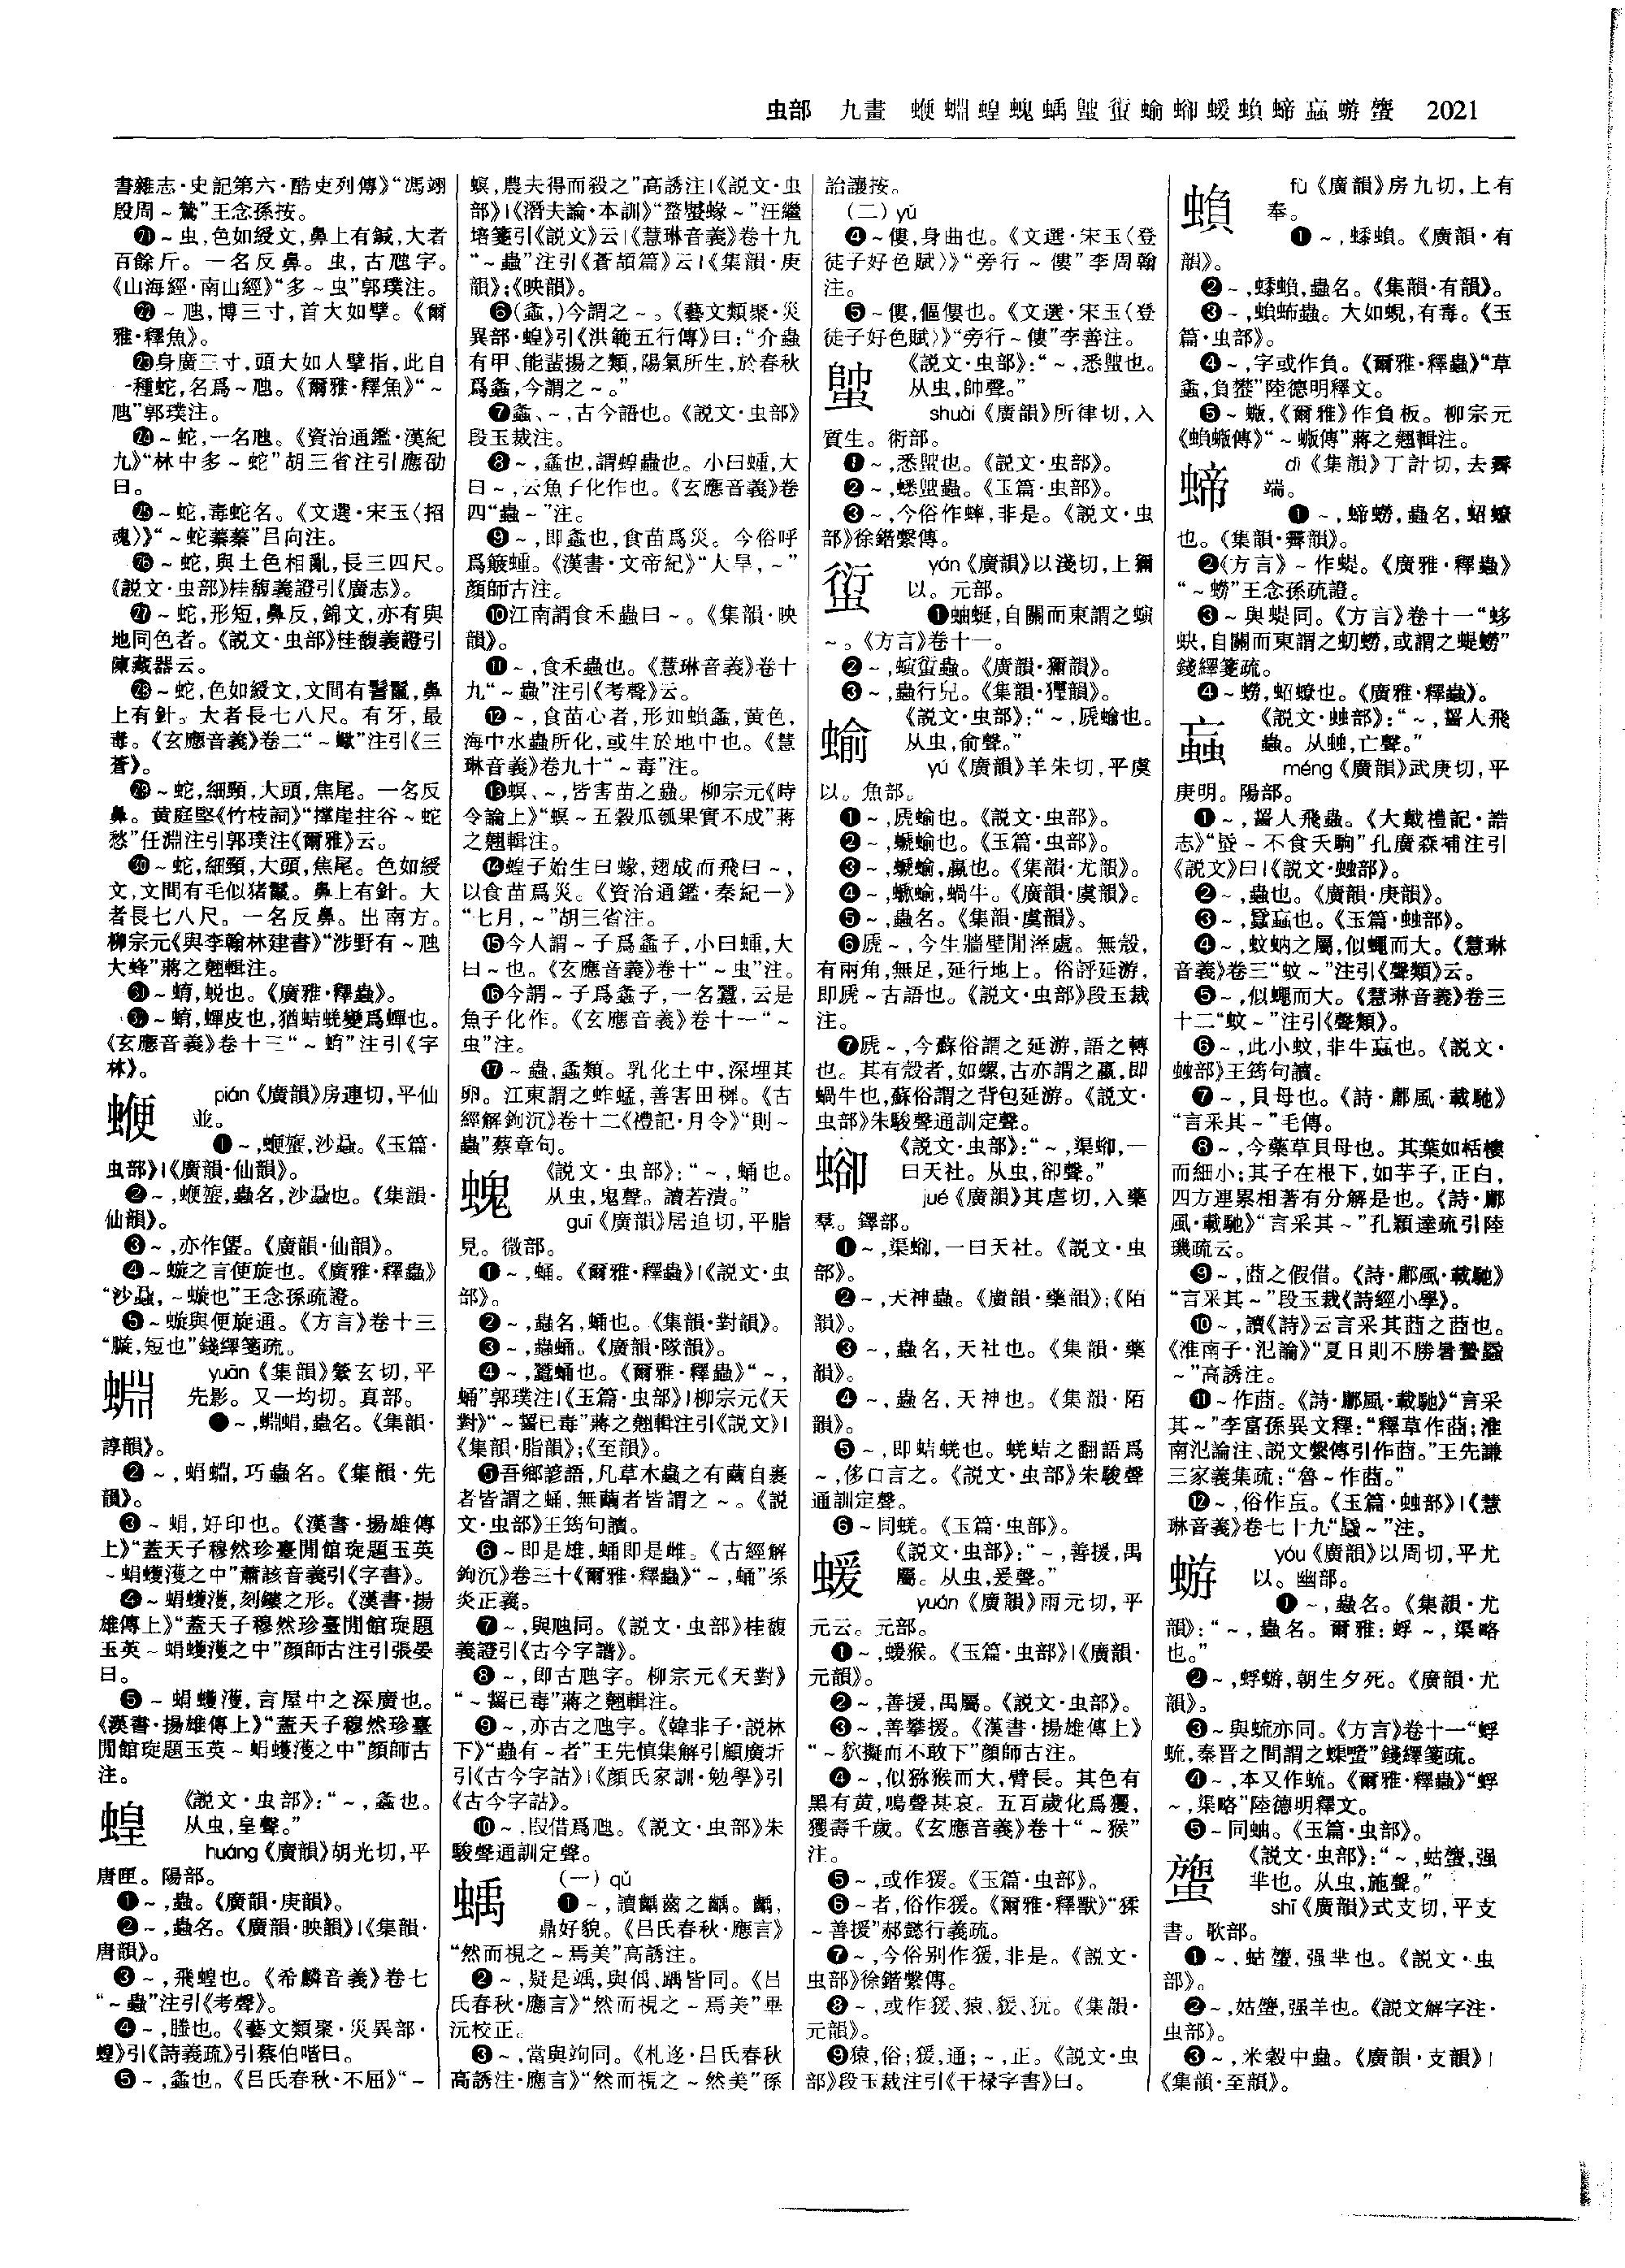 虫部 九畫 蝙蜵蝗螝蝺𧍓蚎蝓蝍蝯蝜蝭蝱蝣䗐 2021
書雜志·史記第六·酷吏列傳》“馮翊
殷周～鷙”王念孫按。
㉑～虫,色如綬文,鼻上有鍼,大者
百餘斤。一名反鼻。虫,古虺字。
《山海經·南山經》“多～虫”郭璞注。
㉒～虺,博三寸,首大如擘。《爾
雅·釋魚》。
㉓身廣三寸,頭大如人擘指,此自
一種蛇,名爲～虺。《爾雅·釋魚》“～
虺”郭璞注。
㉔～蛇,一名虺。《資治通鑑·漢紀
九》“林中多～蛇”胡三省注引應劭
曰。
㉕～蛇,毒蛇名。《文選·宋玉〈招
魂〉》“～蛇蓁蓁”呂向注。
㉖～蛇,與土色相亂,長三四尺。
《説文·虫部》桂馥義證引《廣志》。
㉗～蛇,形短,鼻反,錦文,亦有與
地同色者。《説文·虫部》桂馥義證引
陳藏器云。
㉘～蛇,色如綬文,文間有髻鬣,鼻
上有針。大者長七八尺。有牙,最
毒。《玄應音義》卷二“～蠍”注引《三
蒼》。
㉙～蛇,細頸,大頭,焦尾。一名反
鼻。黄庭堅《竹枝詞》“撑崖拄谷～蛇
愁”任淵注引郭璞注《爾雅》云。
㉚～蛇,細頸,大頭,焦尾。色如綬
文,文間有毛似猪鬣。鼻上有針。大
者長七八尺。一名反鼻。出南方。
柳宗元《與李翰林建書》“涉野有～虺
大蜂”蔣之翹輯注。
㉛～蛕,蜕也。《廣雅·釋蟲》。
㉜～蛕,蟬皮也,猶蛣蜣變爲蟬也。
《玄應音義》卷十三“～蛕”注引《字
林》。
蝙 pián《廣韻》房連切,平仙
並。
❶～,蝙䗠,沙蝨。《玉篇·
虫部》|《廣韻·仙韻》。
❷～,蝙䗠,蟲名,沙蝨也。《集韻·
仙韻》。
❸～,亦作䗠。《廣韻·仙韻》。
❹～蜁之言便旋也。《廣雅·釋蟲》
“沙蝨,～蜁也”王念孫疏證。
❺～蜁與便旋通。《方言》卷十三
“䠣,短也”錢繹箋疏。
蜵 yuān《集韻》縈玄切,平
先影。又一均切。真部。
❶～,蜵蜎,蟲名。《集韻·
諄韻》。
❷～,蜎蜵,巧蟲名。《集韻·先
韻》。
❸～蜎,好印也。《漢書·揚雄傳
上》“蓋天子穆然珍臺閒館琁題玉英
～蜎蠖濩之中”蕭該音義引《字書》。
❹～蜎蠖濩,刻鏤之形。《漢書·揚
雄傳上》“蓋天子穆然珍臺閒館琁題
玉英～蜎蠖濩之中”顔師古注引張晏
曰。
❺～蜎蠖濩,言屋中之深廣也。
《漢書·揚雄傳上》“蓋天子穆然珍臺
閒館琁題玉英～蜎蠖濩之中”顔師古
注。
蝗 《説文·虫部》:“～,螽也。
从虫,皇聲。”
huáng《廣韻》胡光切,平
唐匣。陽部。
❶～,蟲。《廣韻·庚韻》。
❷～,蟲名。《廣韻·映韻》|《集韻·
唐韻》。
❸～,飛蝗也。《希麟音義》卷七
“～蟲”注引《考聲》。
❹～,螣也。《藝文類聚·災異部·
蝗》引《詩義疏》引蔡伯喈曰。
❺～,螽也。《吕氏春秋·不屈》“～
螟,農夫得而殺之”高誘注|《説文·虫
部》|《潛夫論·本訓》“螯蠥蝝～”汪繼
培箋引《説文》云|《慧琳音義》卷十九
“～蟲”注引《蒼頡篇》云|《集韻·庚
韻》;《映韻》。
❻(螽,)今謂之～。《藝文類聚·災
異部·蝗》引《洪範五行傳》曰:“介蟲
有甲、能蜚揚之類,陽氣所生,於春秋
爲螽,今謂之～。”
❼螽、～,古今語也。《説文·虫部》
段玉裁注。
❽～,螽也,謂蝗蟲也。小曰蝩,大
曰～,云魚子化作也。《玄應音義》卷
四“蟲～”注。
❾～,即螽也,食苗爲災。今俗呼
爲簸蝩。《漢書·文帝紀》“大旱,～”
顔師古注。
❿江南謂食禾蟲曰～。《集韻·映
韻》。
⓫～,食禾蟲也。《慧琳音義》卷十
九“～蟲”注引《考聲》云。
⓬～,食苗心者,形如蝜螽,黄色,
海中水蟲所化,或生於地中也。《慧
琳音義》卷九十“～毒”注。
⓭螟、～,皆害苗之蟲。柳宗元《時
令論上》“螟～五穀瓜瓠果實不成”蔣
之翹輯注。
⓮蝗子始生曰蝝,翅成而飛曰～,
以食苗爲災。《資治通鑑·秦紀一》
“七月,～”胡三省注。
⓯今人謂～子爲螽子,小曰蝩,大
曰～也。《玄應音義》卷十“～虫”注。
⓰今謂～子爲螽子,一名蠶,云是
魚子化作。《玄應音義》卷十一“～
虫”注。
⓱～蟲,螽類。乳化土中,深埋其
卵。江東謂之蚱蜢,善害田穉。《古
經解鉤沉》卷十二《禮記·月令》“則～
蟲”蔡章句。
螝 《説文·虫部》:“～,蛹也。
从虫,鬼聲。讀若潰。”
guī《廣韻》居追切,平脂
見。微部。
❶～,蛹。《爾雅·釋蟲》|《説文·虫
部》。
❷～,蟲名,蛹也。《集韻·對韻》。
❸～,蟲蛹。《廣韻·隊韻》。
❹～,蠶蛹也。《爾雅·釋蟲》“～,
蛹”郭璞注|《玉篇·虫部》|柳宗元《天
對》“～齧已毒”蔣之翹輯注引《説文》|
《集韻·脂韻》;《至韻》。
❺吾鄉諺語,凡草木蟲之有繭自裹
者皆謂之蛹,無繭者皆謂之～。《説
文·虫部》王筠句讀。
❻～即是雄,蛹即是雌。《古經解
鉤沉》卷三十《爾雅·釋蟲》“～,蛹”孫
炎正義。
❼～,與虺同。《説文·虫部》桂馥
義證引《古今字譜》。
❽～,即古虺字。柳宗元《天對》
“～齧已毒”蔣之翹輯注。
❾～,亦古之虺字。《韓非子·説林
下》“蟲有～者”王先慎集解引顧廣圻
引《古今字詁》|《顔氏家訓·勉學》引
《古今字詁》。
❿～,假借爲虺。《説文·虫部》朱
駿聲通訓定聲。
蝺 (一)qǔ
❶～,讀齲齒之齲。齲,
鼎好貌。《吕氏春秋·應言》
“然而視之～焉美”高誘注。
❷～,疑是竬,與偊、踽皆同。《吕
氏春秋·應言》“然而視之～焉美”畢
沅校正。
❸～,當與竘同。《札迻·吕氏春秋
高誘注·應言》“然而視之～然美”孫
詒讓按。
(二)yǔ
❹～僂,身曲也。《文選·宋玉〈登
徒子好色賦〉》“旁行～僂”李周翰
注。
❺～僂,傴僂也。《文選·宋玉〈登
徒子好色賦〉》“旁行～僂”李善注。
𧍓 《説文·虫部》:“～,悉𧍓也。
从虫,帥聲。”
shuài《廣韻》所律切,入
質生。術部。
❶～,悉𧍓也。《説文·虫部》。
❷～,蟋𧍓蟲。《玉篇·虫部》。
❸～,今俗作蟀,非是。《説文·虫
部》徐鍇繫傳。
yán《廣韻》以淺切,上獮
以。元部。
❶蚰蜒,自關而東謂之螾
～。《方言》卷十一。
❷～,螾䘆蟲。《廣韻·獮韻》。
❸～,蟲行皃。《集韻·獮韻》。
蝓 《説文·虫部》:“～,虒蝓也。
从虫,俞聲。”
yú《廣韻》羊朱切,平虞
以。魚部。
❶～,虒蝓也。《説文·虫部》。
❷～,螔蝓也。《玉篇·虫部》。
❸～,螔蝓,蠃也。《集韻·尤韻》。
❹～,螔蝓,蝸牛。《廣韻·虞韻》。
❺～,蟲名。《集韻·虞韻》。
❻虒～,今生牆壁間溼處。無殼,
有兩角,無足,延行地上。俗評延游,
即虒～古語也。《説文·虫部》段玉裁
注。
❼虒～,今蘇俗謂之延游,語之轉
也。其有殼者,如螺,古亦謂之蠃,即
蝸牛也,蘇俗謂之背包延游。《説文·
虫部》朱駿聲通訓定聲。
《説文·虫部》:“～,渠𧎭,一
曰天社。从虫,卻聲。”
jué《廣韻》其虐切,入藥
羣。鐸部。
❶～,渠𧎭,一曰天社。《説文·虫
部》。
❷～,天神蟲。《廣韻·藥韻》;《陌
韻》。
❸～,蟲名,天社也。《集韻·藥
韻》。
❹～,蟲名,天神也。《集韻·陌
韻》。
❺～,即蛣蜣也。蜣蛣之翻語爲
～,侈口言之。《説文·虫部》朱駿聲
通訓定聲。
❻～同蜣。《玉篇·虫部》。
蝯 《説文·虫部》:“～,善援,禺
屬。从虫,爰聲。”
yuán《廣韻》雨元切,平
元云。元部。
❶～,蝯猴。《玉篇·虫部》|《廣韻·
元韻》。
❷～,善援,禺屬。《説文·虫部》。
❸～,善攀援。《漢書·揚雄傳上》
“～狖擬而不敢下”顔師古注。
❹～,似猕猴而大,臂長。其色有
黑有黄,鳴聲甚哀。五百歲化爲玃,
玃壽千歲。《玄應音義》卷十“～猴”
注。
❺～,或作猨。《玉篇·虫部》。
❻～者,俗作猨。《爾雅·釋獸》“猱
～善援”郝懿行義疏。
❼～,今俗别作猨,非是。《説文·
虫部》徐鍇繫傳。
❽～,或作猨、猿、㹶、犺。《集韻·
元韻》。
❾猿,俗;猨,通;～,正。《説文·虫
部》段玉裁注引《干禄字書》曰。
蝜 fù《廣韻》房九切,上有
奉。
❶～,蟠蝜。《廣韻·有
韻》。
❷～,蟠蝜,蟲名。《集韻·有韻》。
❸～,蝜蚾蟲。大如蜆,有毒。《玉
篇·虫部》。
❹～,字或作負。《爾雅·釋蟲》“草
螽,負蠜”陸德明釋文。
❺～蝂,《爾雅》作負版。柳宗元
《蝜蝂傳》“～蝂傳”蔣之翹輯注。
蝭 dì《集韻》丁計切,去霽
端。
❶～,蝭蟧,蟲名,蛁蟟
也。《集韻·霽韻》。
❷《方言》～作蝭。《廣雅·釋蟲》
“～蟧”王念孫疏證。
❸～與蝭同。《方言》卷十一“蛥
蚗,自關而東謂之虭蟧,或謂之蝭蟧”
錢繹箋疏。
❹～蟧,蛁蟟也。《廣雅·釋蟲》。
蝱 《説文·䖵部》:“～,齧人飛
蟲。从䖵,亡聲。”
méng《廣韻》武庚切,平
庚明。陽部。
❶～,齧人飛蟲。《大戴禮記·誥
志》“蟁～不食夭駒”孔廣森補注引
《説文》曰|《説文·䖵部》。
❷～,蟲也。《廣韻·庚韻》。
❸～,蟁蝱也。《玉篇·䖵部》。
❹～,蚊蚋之屬,似蠅而大。《慧琳
音義》卷三“蚊～”注引《聲類》云。
❺～,似蠅而大。《慧琳音義》卷三
十二“蚊～”注引《聲類》。
❻～,此小蚊,非牛蝱也。《説文·
䖵部》王筠句讀。
❼～,貝母也。《詩·鄘風·載馳》
“言采其～”毛傳。
❽～,今藥草貝母也。其葉如栝樓
而細小;其子在根下,如芋子,正白,
四方連累相著有分解是也。《詩·鄘
風·載馳》“言采其～”孔穎達疏引陸
璣疏云。
❾～,莔之假借。《詩·鄘風·載馳》
“言采其～”段玉裁《詩經小學》。
❿～,讀《詩》云言采其莔之莔也。
《淮南子·氾論》“夏日則不勝暑蟄蟁
～”高誘注。
⓫～作莔。《詩·鄘風·載馳》“言采
其～”李富孫異文釋:“釋草作莔;淮
南氾論注、説文繫傳引作莔。”王先謙
三家義集疏:“魯～作莔。”
⓬～,俗作䖟。《玉篇·䖵部》|《慧
琳音義》卷七十九“蟁～”注。
蝣 yóu《廣韻》以周切,平尤
以。幽部。
❶～,蟲名。《集韻·尤
韻》:“～,蟲名。爾雅:蜉～,渠略
也。”
❷～,蜉蝣,朝生夕死。《廣韻·尤
韻》。
❸～與蚰亦同。《方言》卷十一“蜉
蚰,秦晉之間謂之蟝䗅”錢繹箋疏。
❹～,本又作蚰。《爾雅·釋蟲》“蜉
～,渠略”陸德明釋文。
❺～同蚰。《玉篇·虫部》。
䗐 《説文·虫部》:“～,蛄䗐,强
羋也。从虫,施聲。”
shī《廣韻》式支切,平支
書。歌部。
❶～,蛄䗐,强羋也。《説文·虫
部》。
❷～,姑䗐,强羊也。《説文解字注·
虫部》。
❸～,米穀中蟲。《廣韻·支韻》|
《集韻·至韻》。